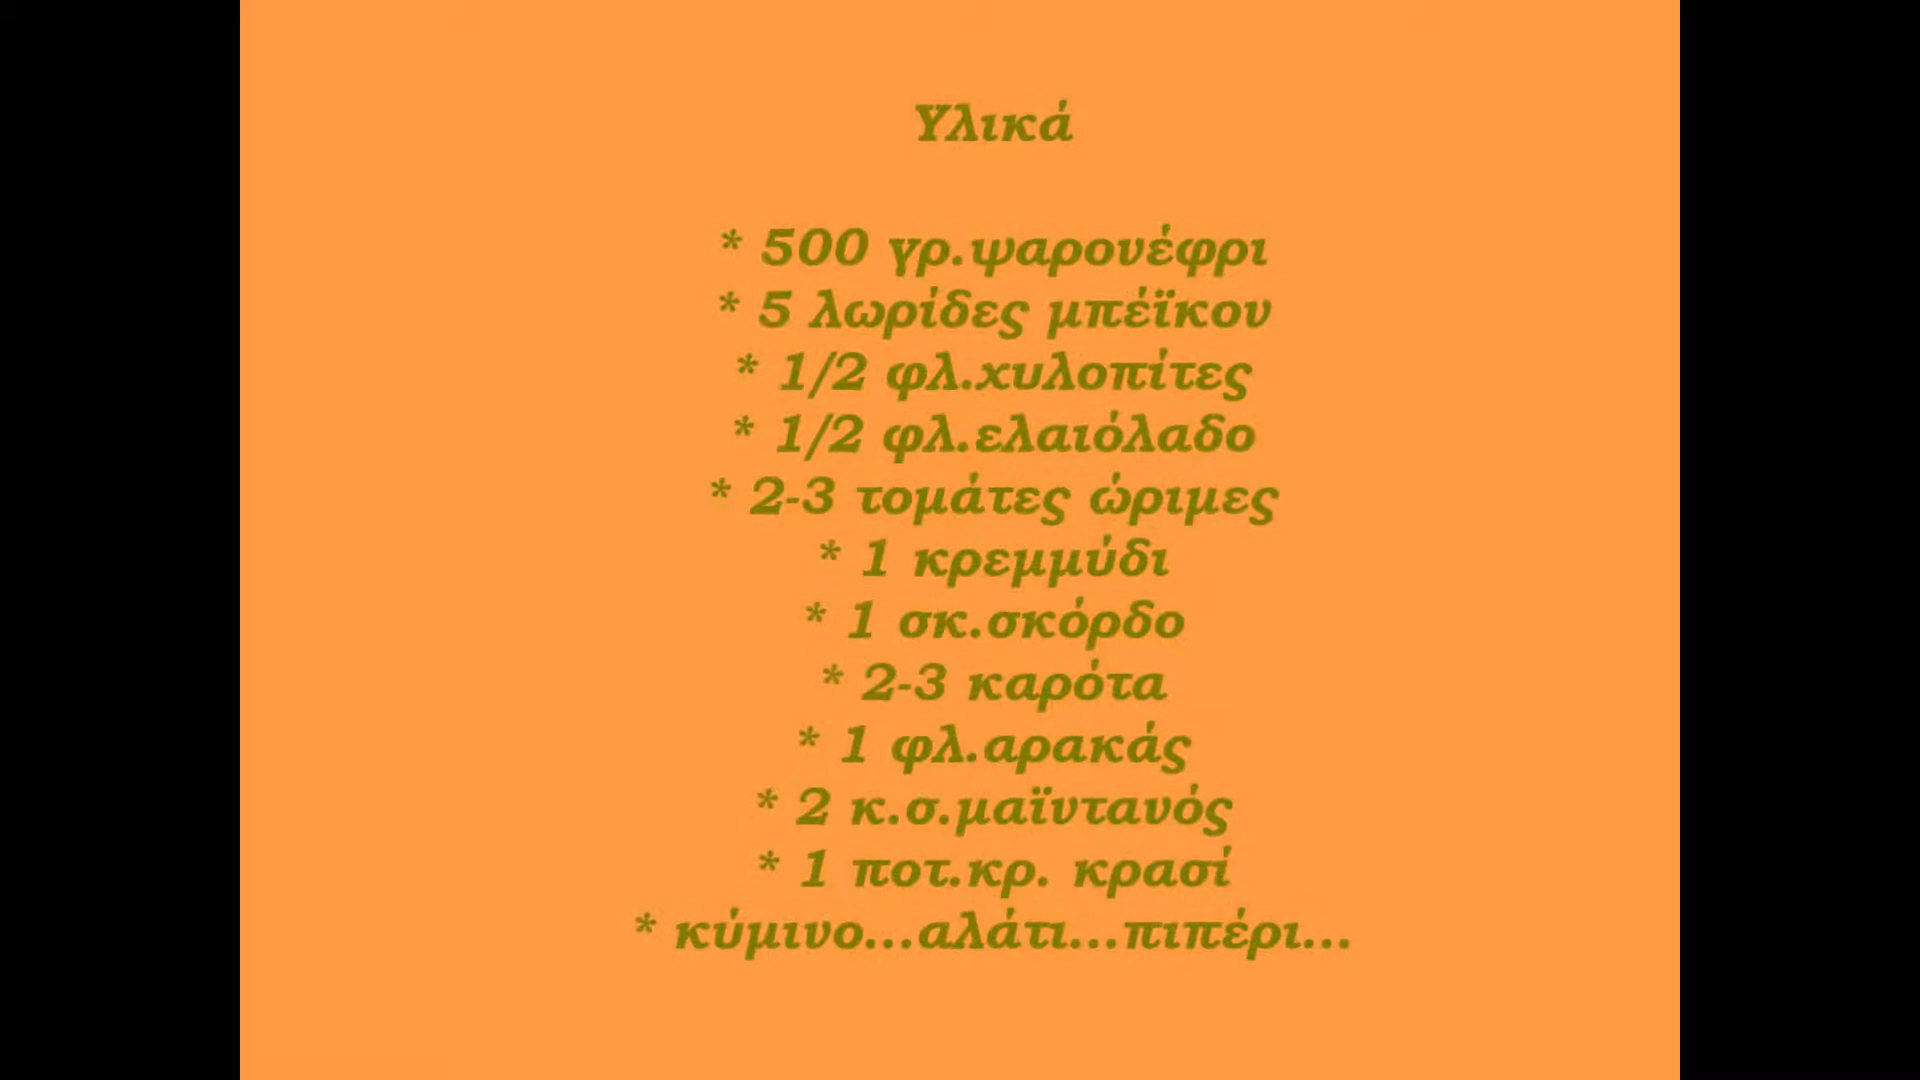 Υλικά
* 500 γρ.ψαρονέφρι
* 5 λωρίδες μπέϊκον
* 1/2 φλ.χυλοπίτες
* 1/2 φλ.ελαιόλαδο
* 2-3 τομάτες ώριμες
* 1 κρεμμύδι
* 1 σκ.σκόρδο
* 2-3 καρότα
* 1 φλ.αρακάς
* 2 κ.σ.μαϊντανός
* 1 ποτ.κρ. κρασί
* κύμινο...αλάτι...πιπέρι...